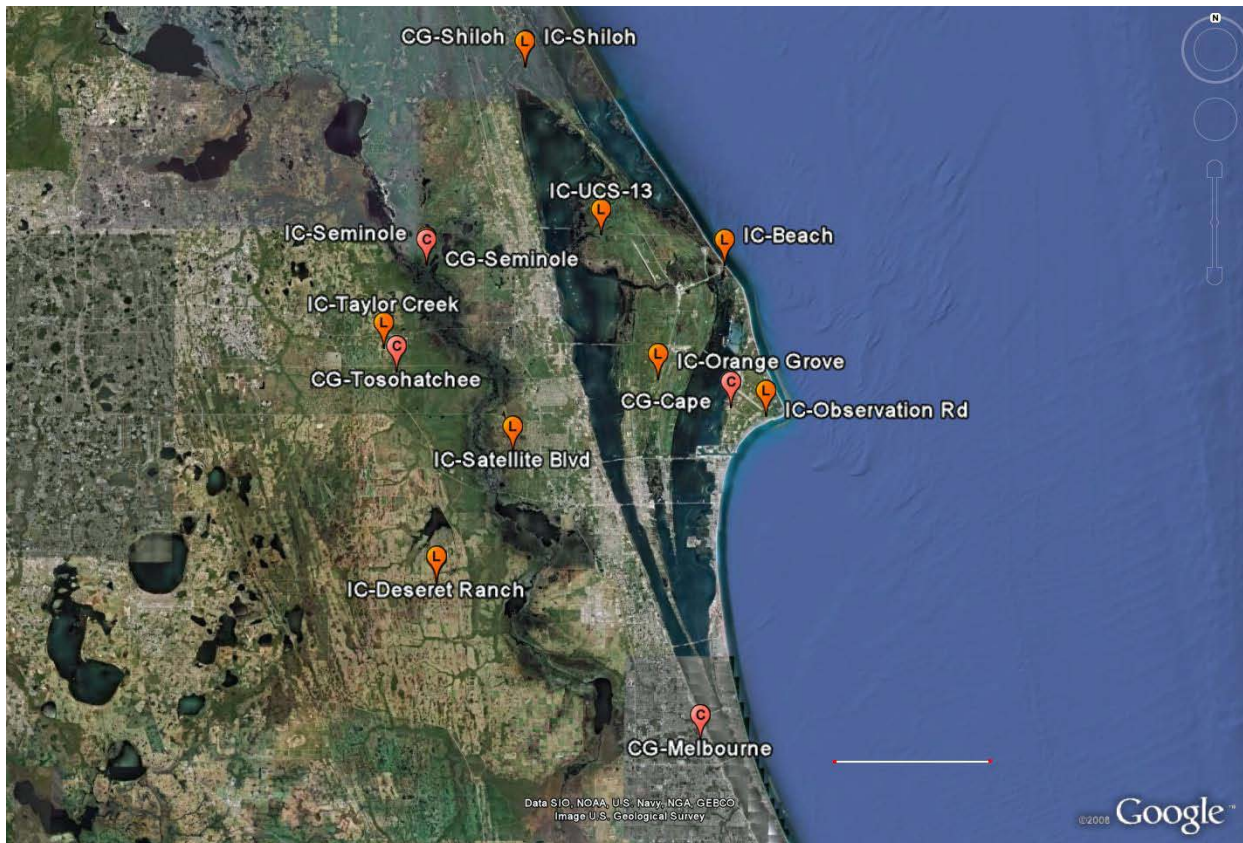 N
CG-Shiloh L IC-Shiloh
IC-UCS-13
L
IC-Seminole C
CG-Seminole
L IC-Beach
IC-Taylor Creek
L
C
CG-Tosohatchee
L IC-Orange Grove
CG-Cape C
L IC-Observation Rd
L
IC-Satellite Blvd
L
IC-Deseret Ranch
C
CG-Melbourne
Data SIO, NOAA, U.S. Navy, NGA, GEBCO
Image U.S. Geological Survey
©2008 Google™